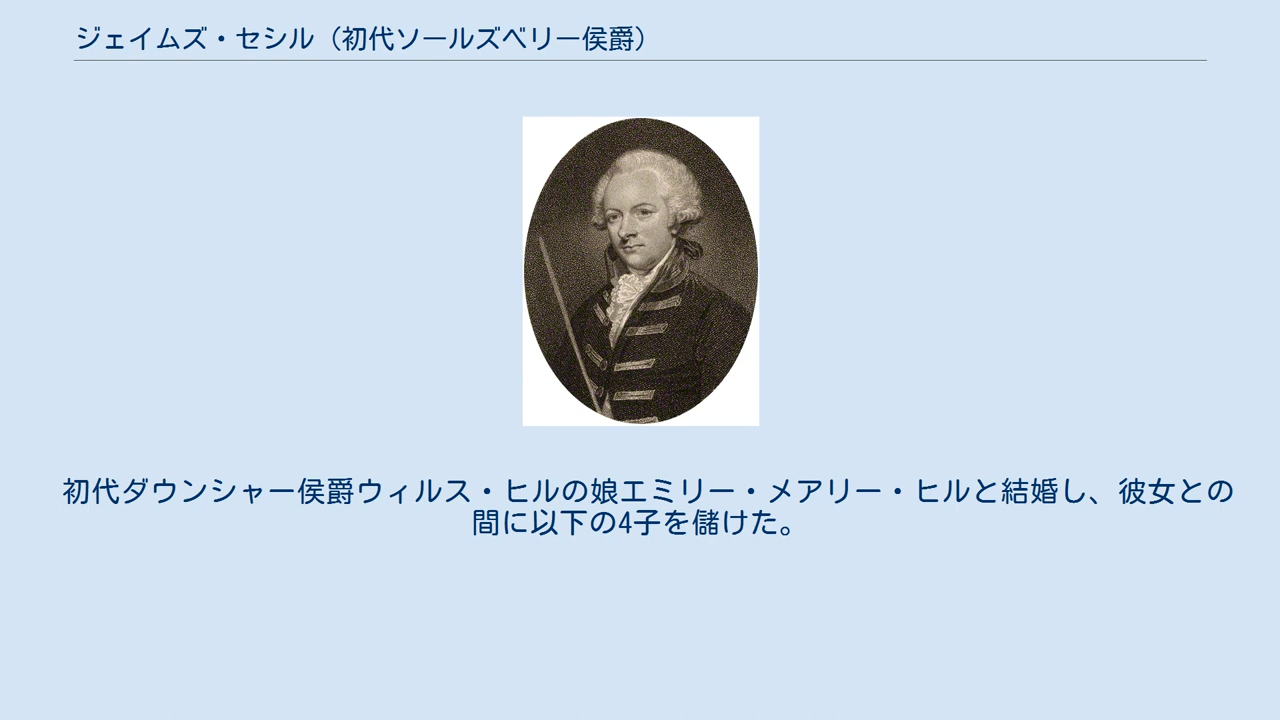 ジェイムズ・セシル（初代ソールズベリー侯爵）
初代ダウンシャー侯爵ウィルス・ヒルの娘エミリー・メアリー・ヒルと結婚し、彼女との
間に以下の4子を儲けた。